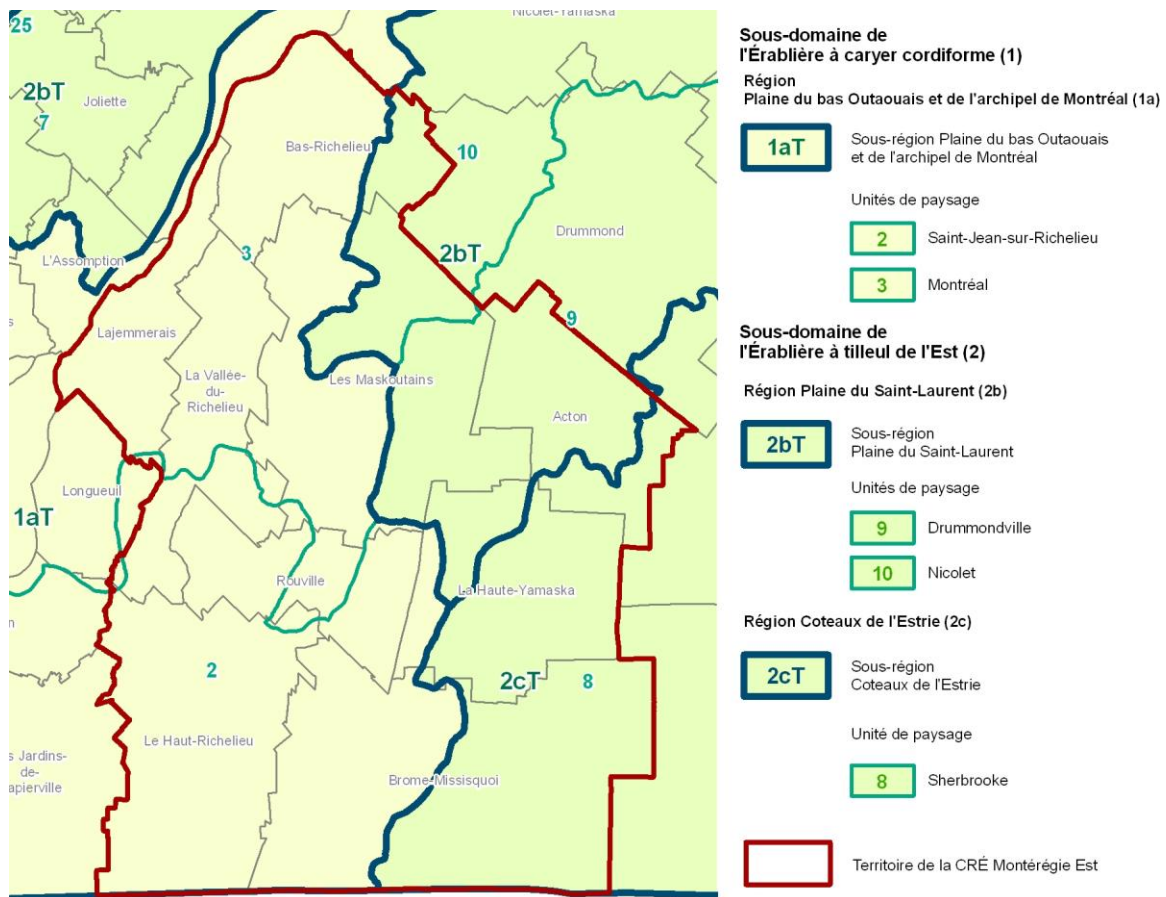 25
Nicolet-Yamaska
2bT
7
Joliette
Bas-Richelieu
10
Drummond
L'Assomption
3
2bT
9
Lajemmerais
La Vallée-
du-
Richelieu
Les Maskoutains
Acton
Longueuil
1aT
Rouville
La Haute-Yamaska
n
2
2cT
8
Le Haut-Richelieu
s Jardins-
de-
apierville
Brome-Missisquoi
Sous-domaine de
l'Érablière à caryer cordiforme (1)
Région
Plaine du bas Outaouais et de l'archipel de Montréal (1a)
1aT
Sous-région Plaine du bas Outaouais
et de l'archipel de Montréal
Unités de paysage
2 Saint-Jean-sur-Richelieu
3 Montréal
Sous-domaine de
l'Érablière à tilleul de l'Est (2)
Région Plaine du Saint-Laurent (2b)
2bT
Sous-région
Plaine du Saint-Laurent
Unités de paysage
9 Drummondville
10 Nicolet
Région Coteaux de l'Estrie (2c)
2cT
Sous-région
Coteaux de l'Estrie
Unité de paysage
8 Sherbrooke
Territoire de la CRÉ Montérégie Est